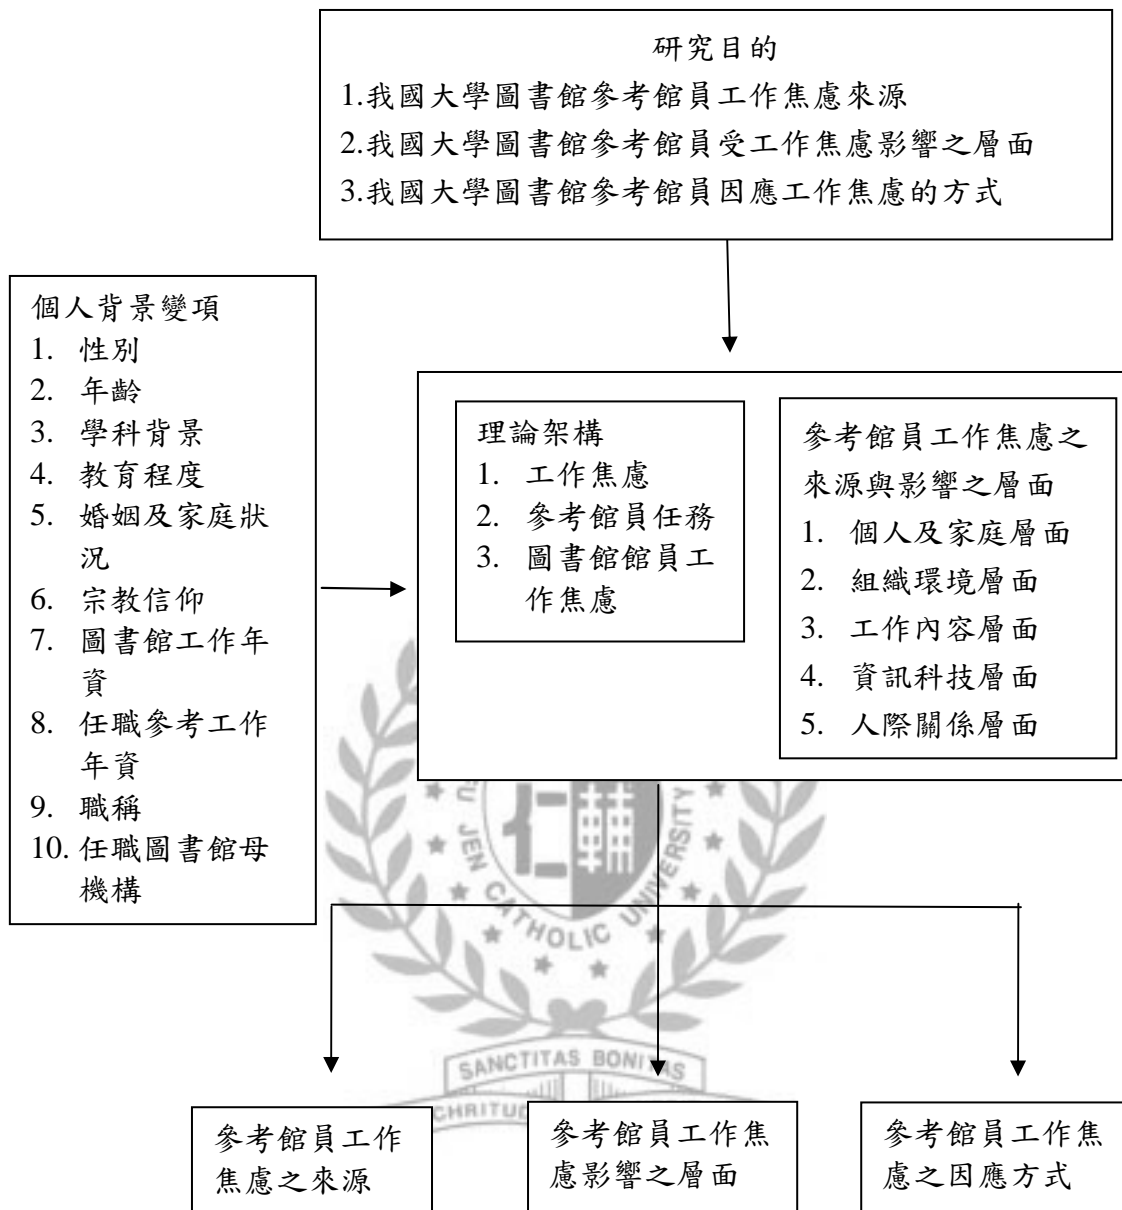 研究目的
1.我國大學圖書館參考館員工作焦慮來源
2.我國大學圖書館參考館員受工作焦慮影響之層面
3.我國大學圖書館參考館員因應工作焦慮的方式
個人背景變項
1. 性別
2. 年齡
3. 學科背景
4. 教育程度
5. 婚姻及家庭狀
況
6. 宗教信仰
7. 圖書館工作年
資
8. 任職參考工作
年資
9. 職稱
10. 任職圖書館母
機構
理論架構
1. 工作焦慮
2. 參考館員任務
3. 圖書館館員工
作焦慮
參考館員工作焦慮之
來源與影響之層面
1. 個人及家庭層面
2. 組織環境層面
3. 工作內容層面
4. 資訊科技層面
5. 人際關係層面
JEN CATHOLIC UNIVERSITY
SANCTITAS BONITAS
參考館員工作
焦慮之來源
參考館員工作焦
慮影響之層面
參考館員工作焦
慮之因應方式